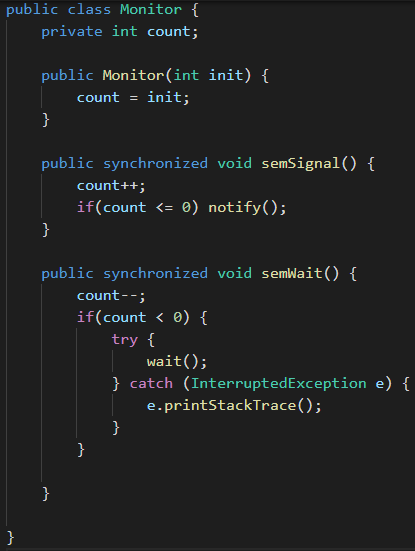 public class Monitor {
    private int count;

    public Monitor(int init) {
        count = init;
    }

    public synchronized void semSignal() {
        count++;
        if(count <= 0) notify();
    }

    public synchronized void semWait() {
        count--;
        if(count < 0) {
            try {
                wait();
            } catch (InterruptedException e) {
                e.printStackTrace();
            }
        }

    }

}